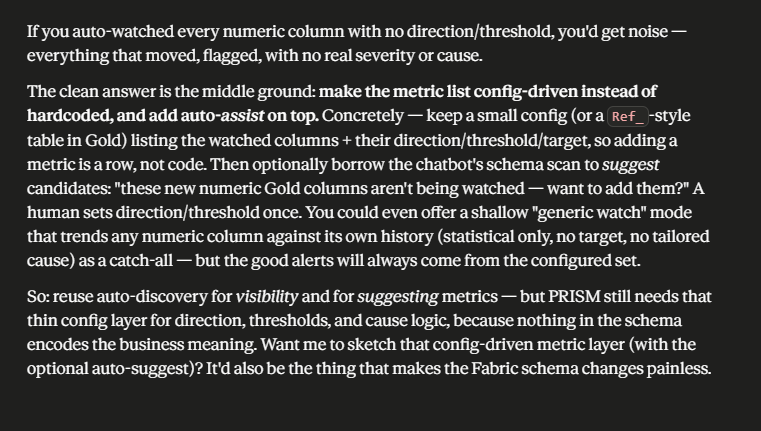 If you auto-watched every numeric column with no direction/threshold, you'd get noise —
everything that moved, flagged, with no real severity or cause.
The clean answer is the middle ground: make the metric list config-driven instead of
hardcoded, and add auto-assist on top. Concretely — keep a small config (or a Ref_-style
table in Gold) listing the watched columns + their direction/threshold/target, so adding a
metric is a row, not code. Then optionally borrow the chatbot's schema scan to suggest
candidates: "these new numeric Gold columns aren't being watched — want to add them?" A
human sets direction/threshold once. You could even offer a shallow "generic watch" mode
that trends any numeric column against its own history (statistical only, no target, no tailored
cause) as a catch-all — but the good alerts will always come from the configured set.
So: reuse auto-discovery for visibility and for suggesting metrics — but PRISM still needs that
thin config layer for direction, thresholds, and cause logic, because nothing in the schema
encodes the business meaning. Want me to sketch that config-driven metric layer (with the
optional auto-suggest)? It'd also be the thing that makes the Fabric schema changes painless.